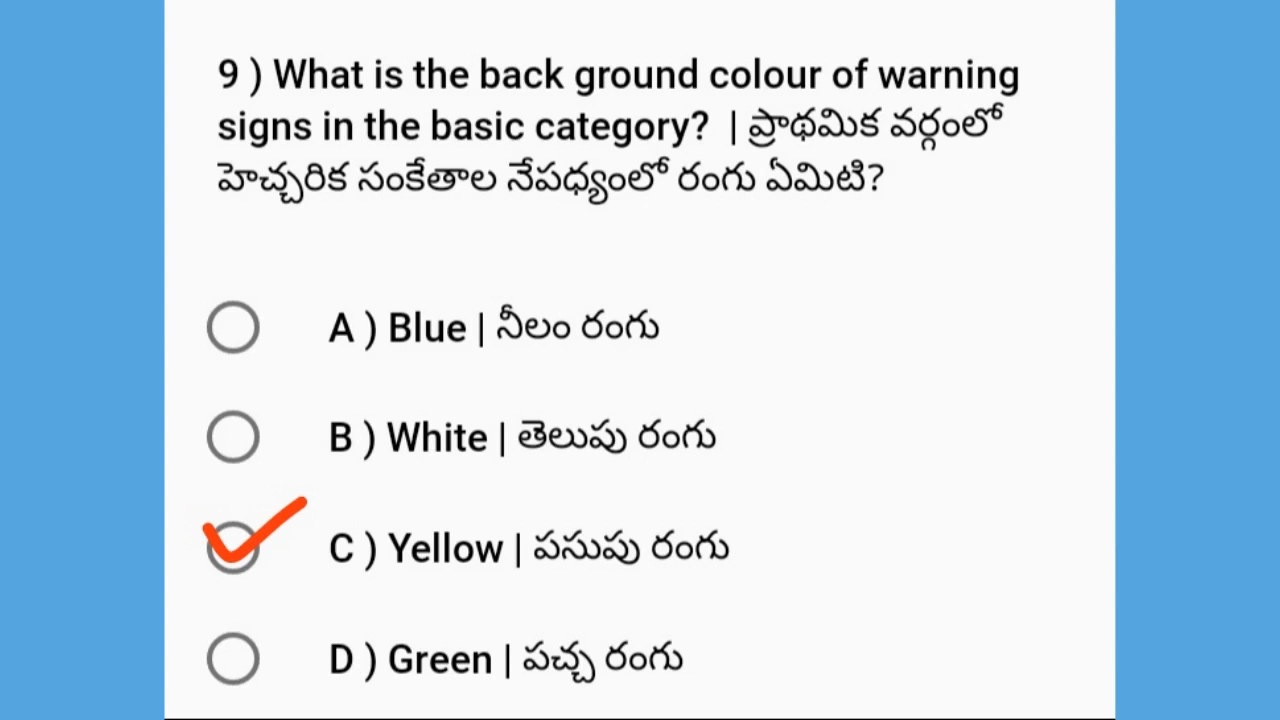 9 ) What is the back ground colour of warning
signs in the basic category? | ప్రాథమిక వర్గంలో
హెచ్చరిక సంకేతాల నేపధ్యంలో రంగు ఏమిటి?
A ) Blue | నీలం రంగు
B ) White | తెలుపు రంగు
C ) Yellow | పసుపు రంగు
D ) Green | పచ్చ రంగు